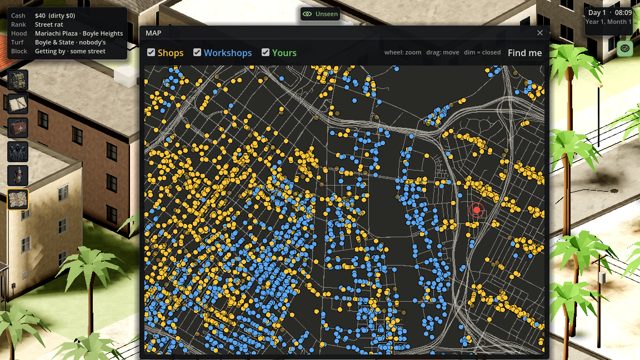 Cash $40 (dirty $0)
Rank Street rat
Hood Mariachi Plaza · Boyle Heights
Turf Boyle & State · nobody's
Block Getting by · some street
Unseen
Day 1 · 08:09
Year 1, Month 1
MAP
×
Shops
Workshops
Yours
wheel: zoom drag: move dim = closed
Find me